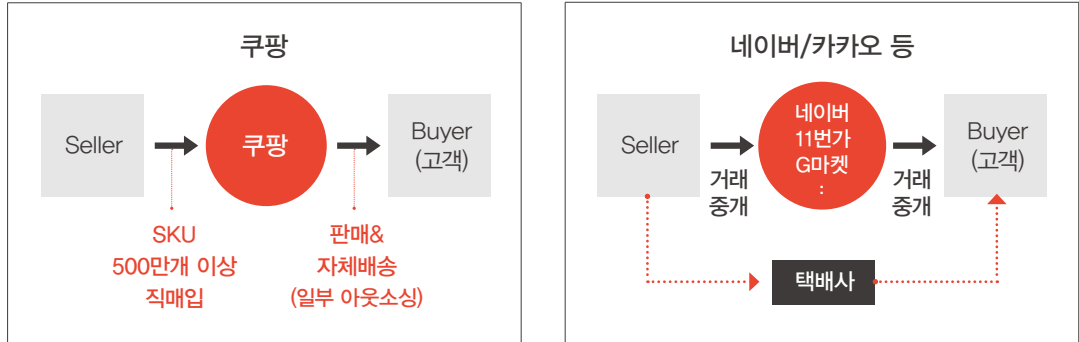 쿠팡
Seller
쿠팡
Buyer
(고객)
SKU
500만개 이상
직매입
판매&
자체배송
(일부 아웃소싱)
네이버/카카오 등
Seller
네이버
11번가
G마켓
:
Buyer
(고객)
거래
중개
거래
중개
택배사